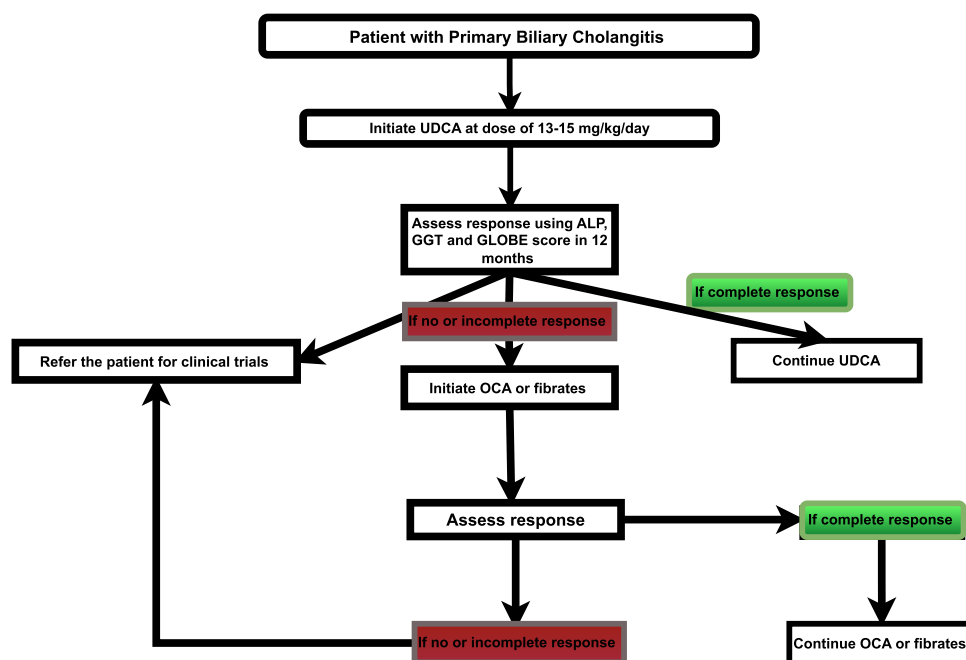 Patient with Primary Biliary Cholangitis
Initiate UDCA at dose of 13-15 mg/kg/day
Assess response using ALP,
GGT and GLOBE score in 12
months
If complete response
If no or incomplete response
Refer the patient for clinical trials
Continue UDCA
Initiate OCA or fibrates
Assess response
If complete response
If no or incomplete response
Continue OCA or fibrates